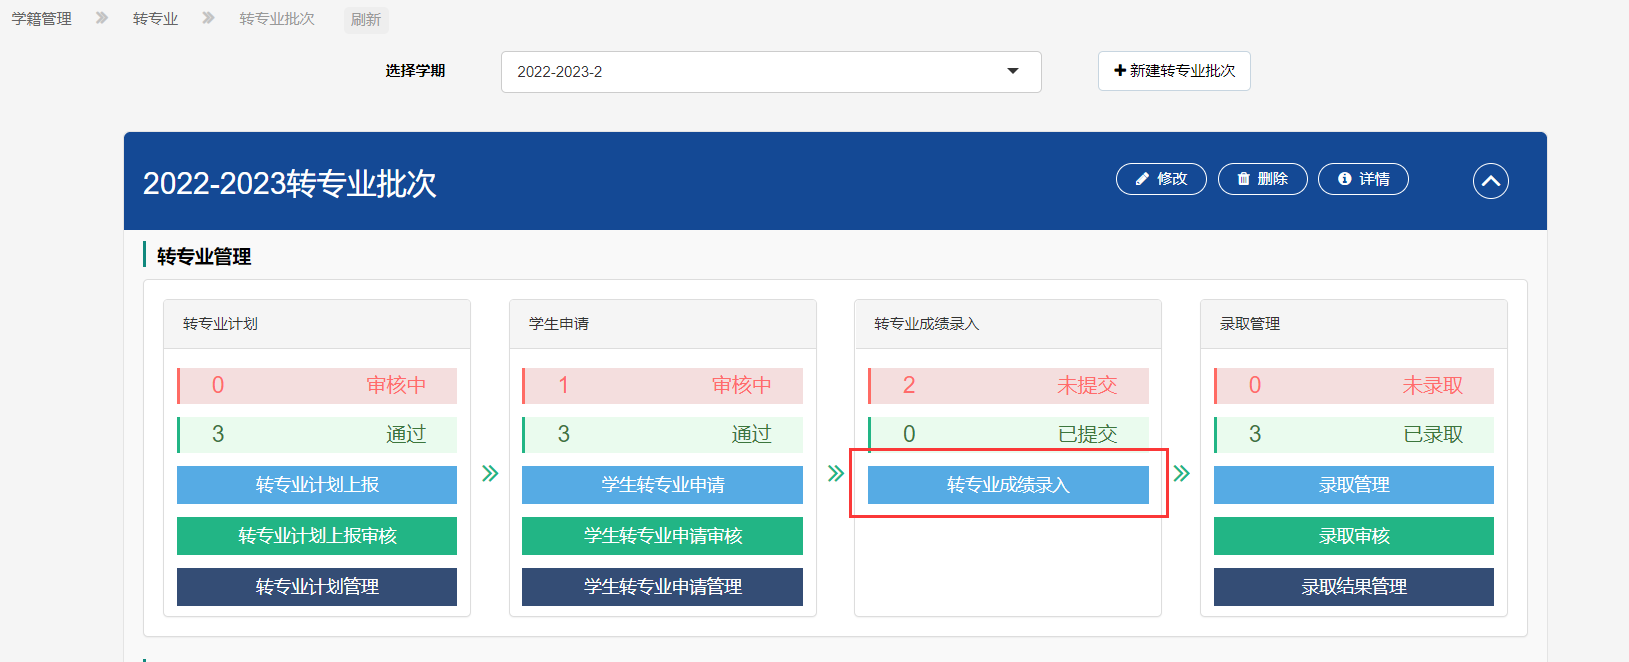 学籍管理 转专业 转专业批次 刷新
选择学期 2022-2023-2 新建转专业批次
2022-2023转专业批次 修改 删除 详情
转专业管理
转专业计划
0 审核中
3 通过
转专业计划上报
转专业计划上报审核
转专业计划管理
学生申请
1 审核中
3 通过
学生转专业申请
学生转专业申请审核
学生转专业申请管理
转专业成绩录入
2 未提交
0 已提交
转专业成绩录入
录取管理
0 未录取
3 已录取
录取管理
录取审核
录取结果管理